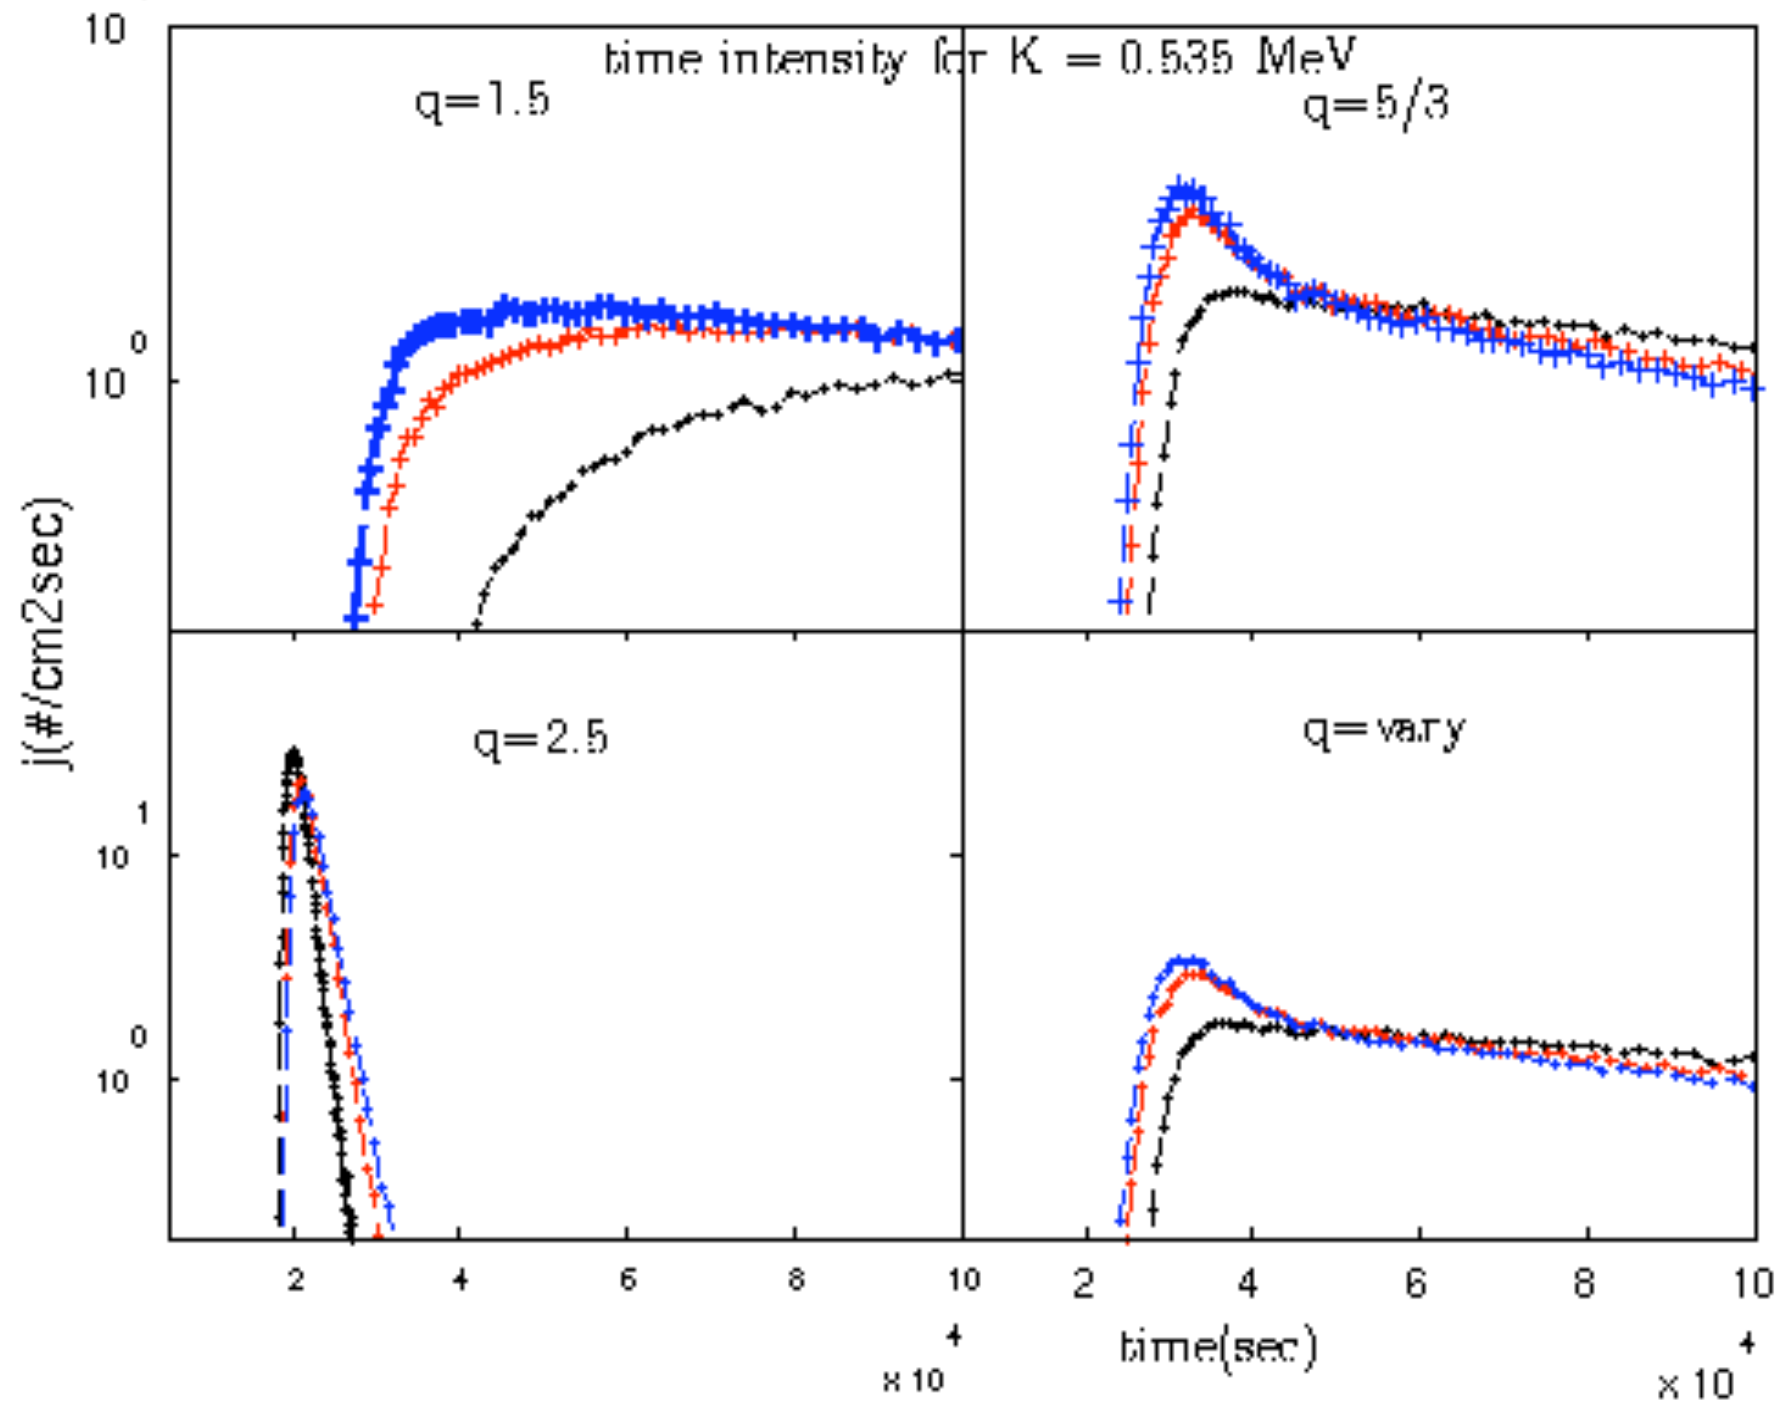 10
time intensity for K = 0.535 MeV
q=1.5
q=5/3
0
10
j(#/cm2sec)
q=2.5
q=vary
1
10
0
10
2 4 6 8 10 2 4 6 8 10
4
time(sec)
4
x 10
x 10